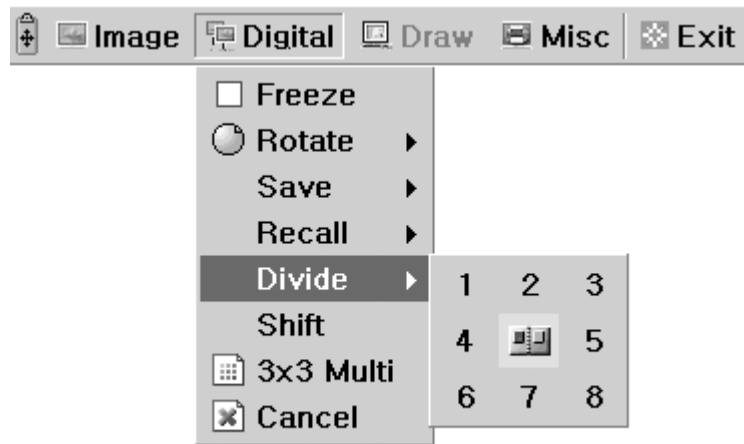 Image Digital Draw Misc Exit
Freeze
Rotate
Save
Recall
Divide
1 2 3
Shift
4 5
3x3 Multi
6 7 8
Cancel